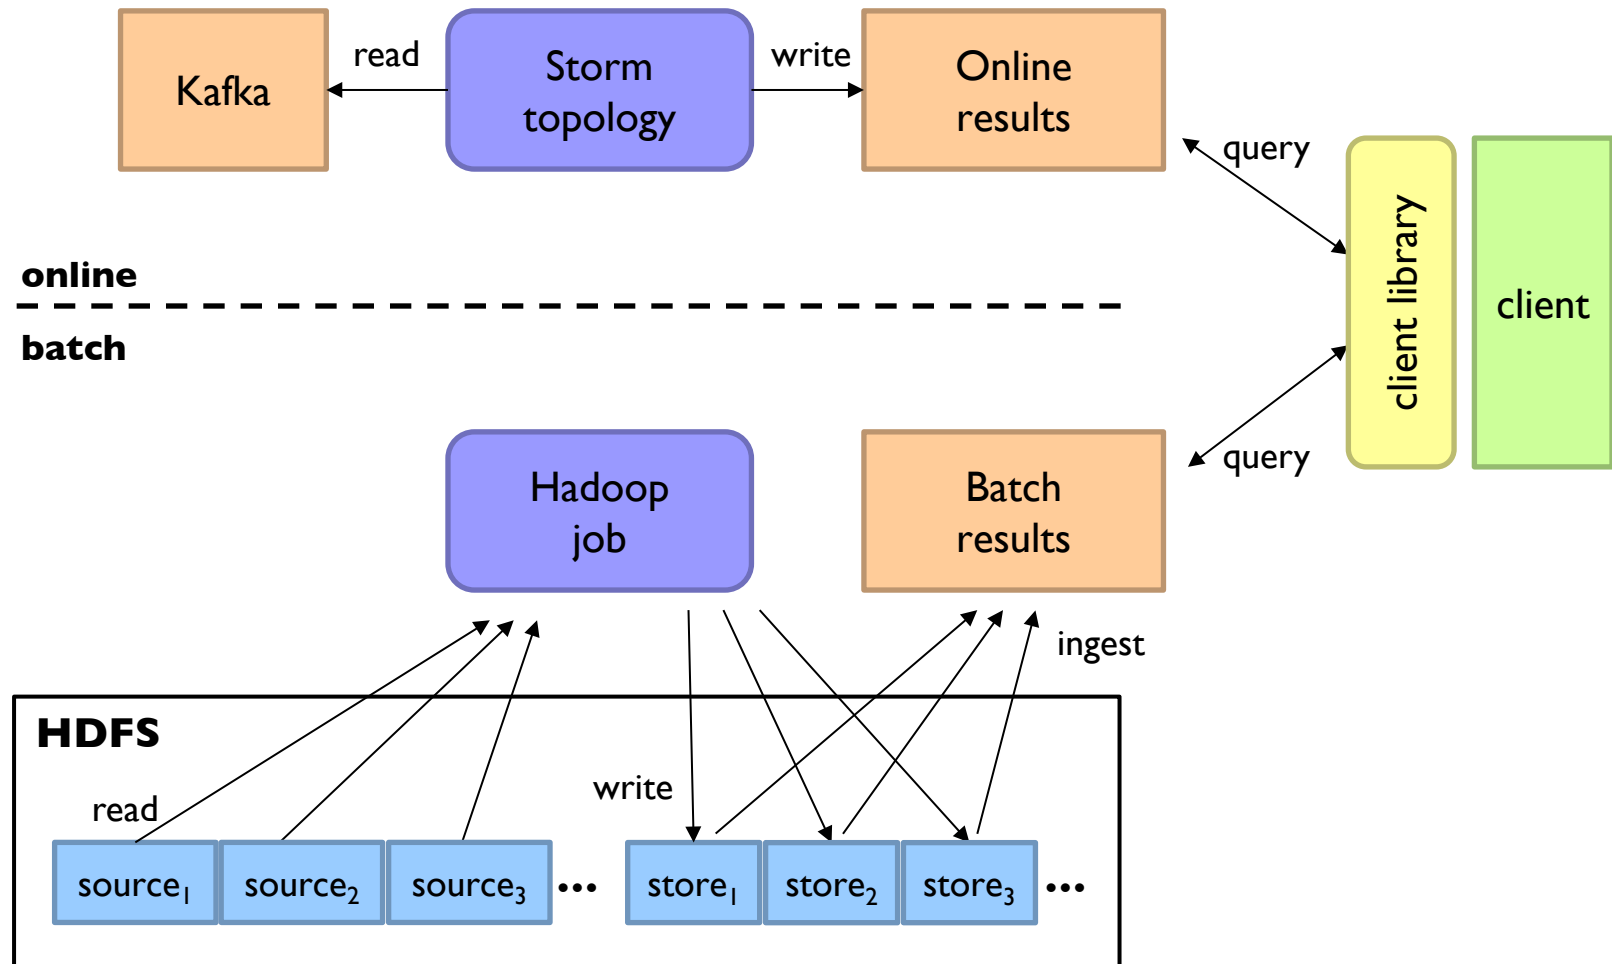 Kafka
read
Storm
topology
write
Online
results
query
client library
client
online
batch
Hadoop
job
Batch
results
query
ingest
HDFS
read
write
source₁
source₂
source₃
...
store₁
store₂
store₃
...